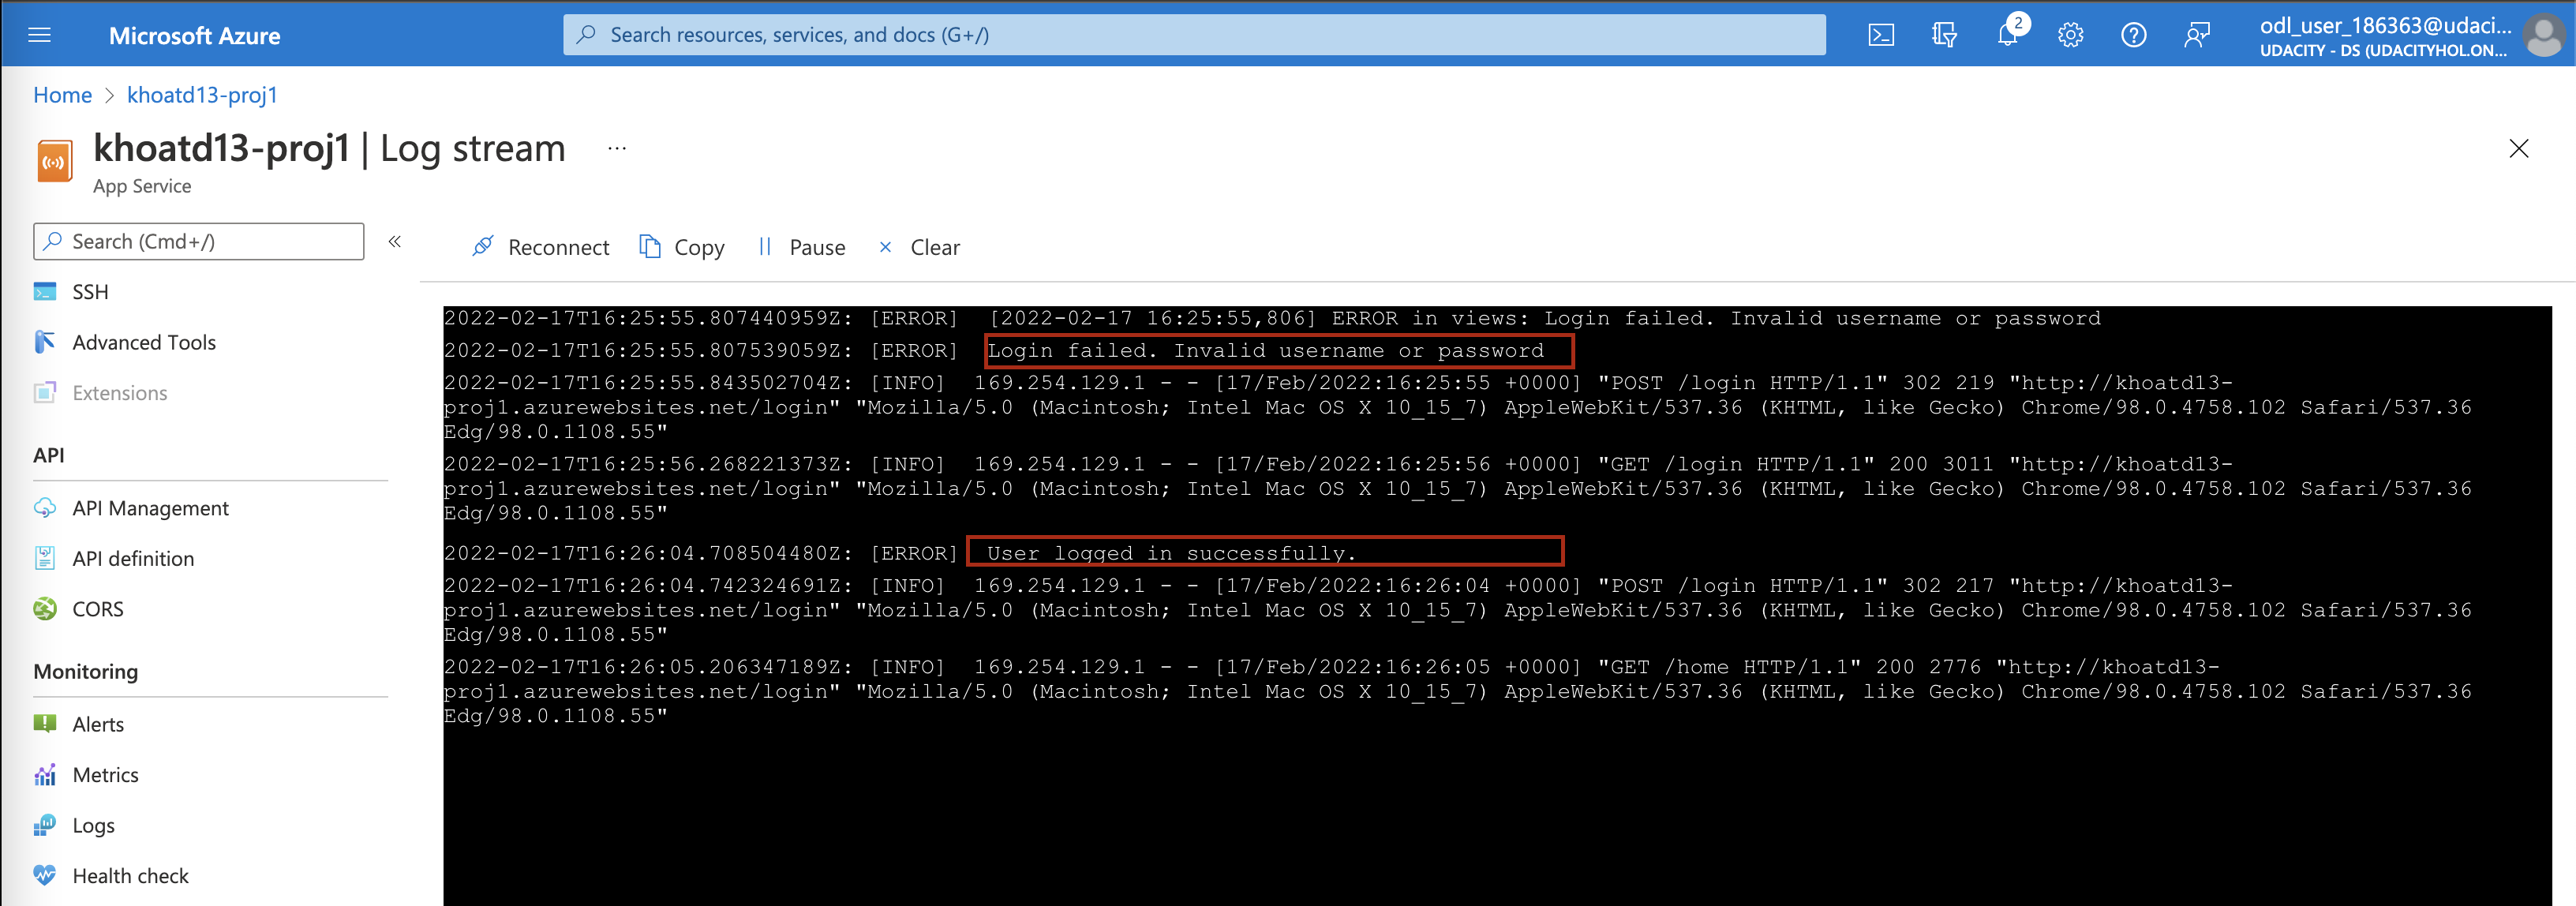 Microsoft Azure
Search resources, services, and docs (G+/)
2
odl_user_186363@udaci...
UDACITY - DS (UDACITYHOL.ON...
Home > khoatd13-proj1
khoatd13-proj1 | Log stream ...
App Service
Search (Cmd+/)
«
Reconnect
Copy
Pause
Clear
SSH
Advanced Tools
Extensions
API
API Management
API definition
CORS
Monitoring
Alerts
Metrics
Logs
Health check
2022-02-17T16:25:55.807440959Z: [ERROR]  [2022-02-17 16:25:55,806] ERROR in views: Login failed. Invalid username or password
2022-02-17T16:25:55.807539059Z: [ERROR]  Login failed. Invalid username or password
2022-02-17T16:25:55.843502704Z: [INFO]  169.254.129.1 - - [17/Feb/2022:16:25:55 +0000] "POST /login HTTP/1.1" 302 219 "http://khoatd13-
proj1.azurewebsites.net/login" "Mozilla/5.0 (Macintosh; Intel Mac OS X 10_15_7) AppleWebKit/537.36 (KHTML, like Gecko) Chrome/98.0.4758.102 Safari/537.36
Edg/98.0.1108.55"
2022-02-17T16:25:56.268221373Z: [INFO]  169.254.129.1 - - [17/Feb/2022:16:25:56 +0000] "GET /login HTTP/1.1" 200 3011 "http://khoatd13-
proj1.azurewebsites.net/login" "Mozilla/5.0 (Macintosh; Intel Mac OS X 10_15_7) AppleWebKit/537.36 (KHTML, like Gecko) Chrome/98.0.4758.102 Safari/537.36
Edg/98.0.1108.55"
2022-02-17T16:26:04.708504480Z: [ERROR]  User logged in successfully.
2022-02-17T16:26:04.742324691Z: [INFO]  169.254.129.1 - - [17/Feb/2022:16:26:04 +0000] "POST /login HTTP/1.1" 302 217 "http://khoatd13-
proj1.azurewebsites.net/login" "Mozilla/5.0 (Macintosh; Intel Mac OS X 10_15_7) AppleWebKit/537.36 (KHTML, like Gecko) Chrome/98.0.4758.102 Safari/537.36
Edg/98.0.1108.55"
2022-02-17T16:26:05.206347189Z: [INFO]  169.254.129.1 - - [17/Feb/2022:16:26:05 +0000] "GET /home HTTP/1.1" 200 2776 "http://khoatd13-
proj1.azurewebsites.net/login" "Mozilla/5.0 (Macintosh; Intel Mac OS X 10_15_7) AppleWebKit/537.36 (KHTML, like Gecko) Chrome/98.0.4758.102 Safari/537.36
Edg/98.0.1108.55"